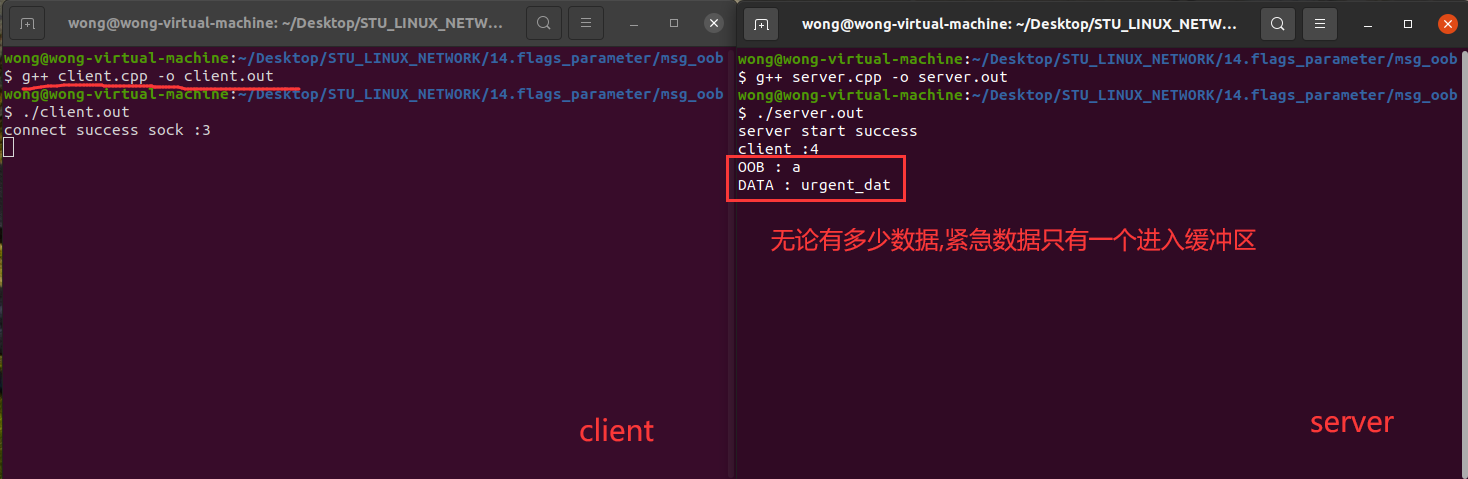 wong@wong-virtual-machine: ~/Desktop/STU_LINUX_NETW...
wong@wong-virtual-machine:~/Desktop/STU_LINUX_NETWORK/14.flags_parameter/msg_oob
$ g++ client.cpp -o client.out
wong@wong-virtual-machine:~/Desktop/STU_LINUX_NETWORK/14.flags_parameter/msg_oob
$ ./client.out
connect success sock :3
client
wong@wong-virtual-machine: ~/Desktop/STU_LINUX_NETW...
wong@wong-virtual-machine:~/Desktop/STU_LINUX_NETWORK/14.flags_parameter/msg_oob
$ g++ server.cpp -o server.out
wong@wong-virtual-machine:~/Desktop/STU_LINUX_NETWORK/14.flags_parameter/msg_oob
$ ./server.out
server start success
client :4
OOB : a
DATA : urgent_dat
无论有多少数据,紧急数据只有一个进入缓冲区
server